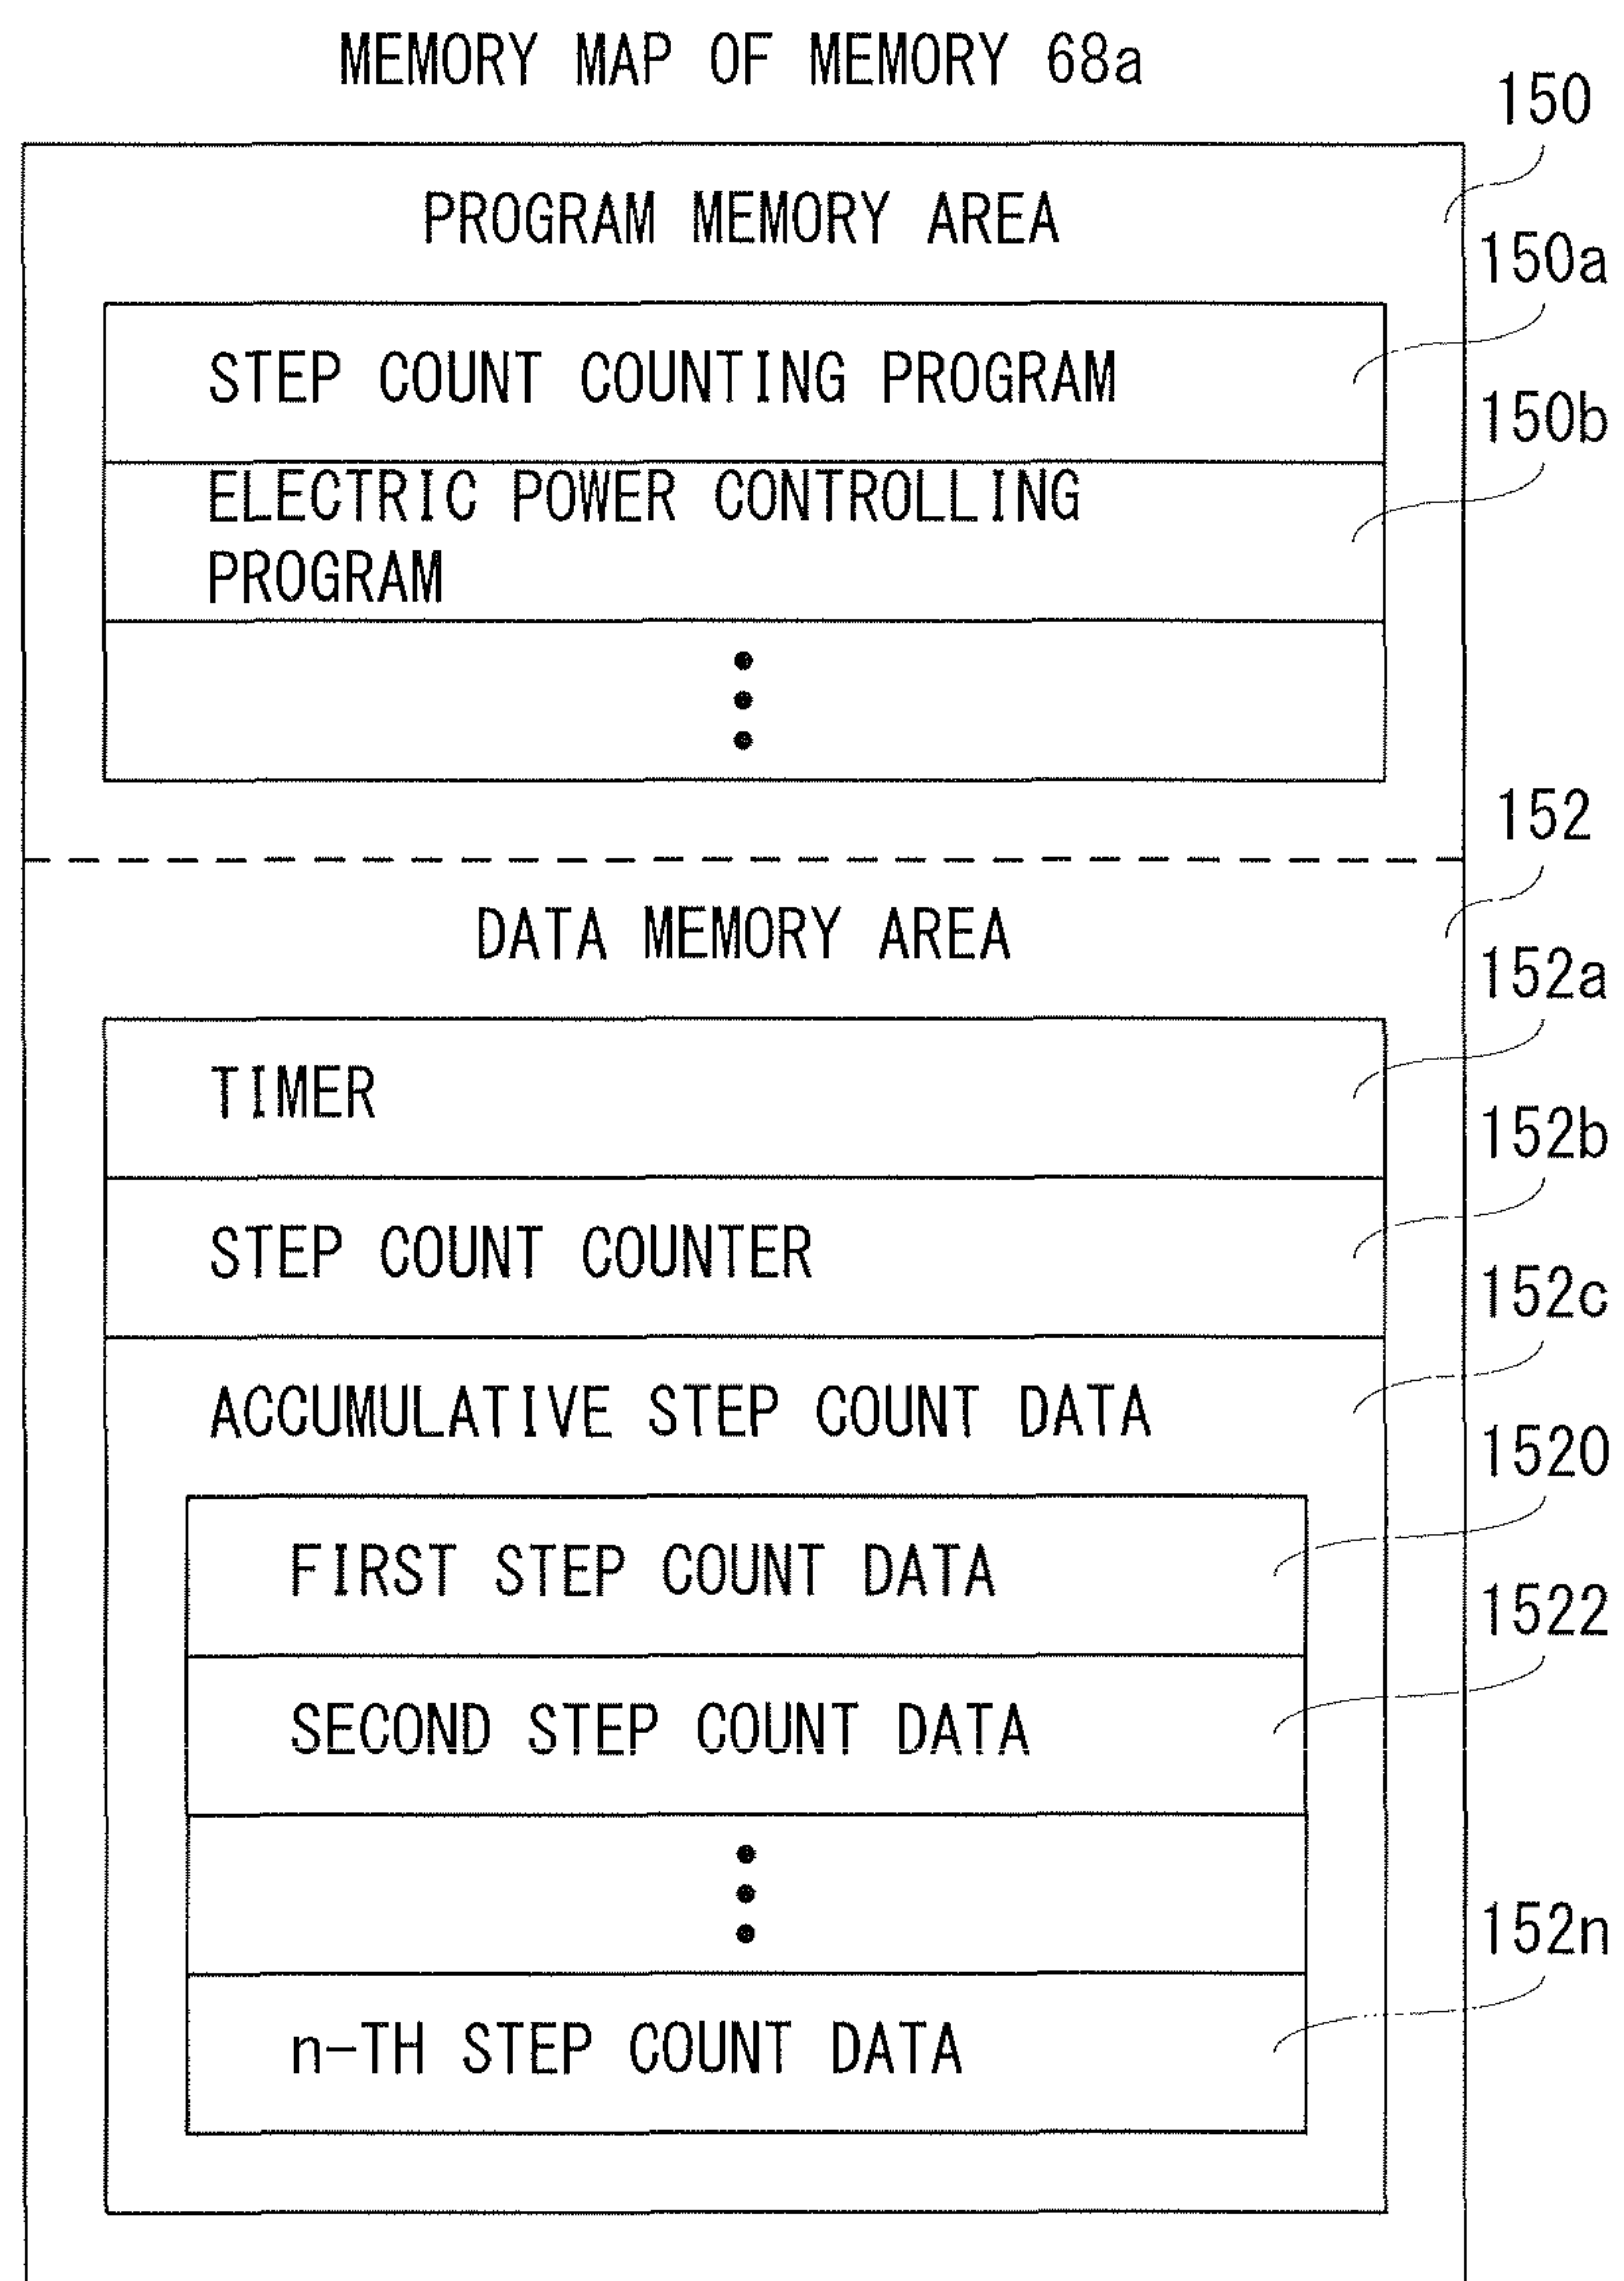 MEMORY MAP OF MEMORY 68a
150
PROGRAM MEMORY AREA
150a
STEP COUNT COUNTING PROGRAM
150b
ELECTRIC POWER CONTROLLING
PROGRAM
152
DATA MEMORY AREA
152a
TIMER
152b
STEP COUNT COUNTER
152c
ACCUMULATIVE STEP COUNT DATA
1520
FIRST STEP COUNT DATA
1522
SECOND STEP COUNT DATA
152n
n-TH STEP COUNT DATA